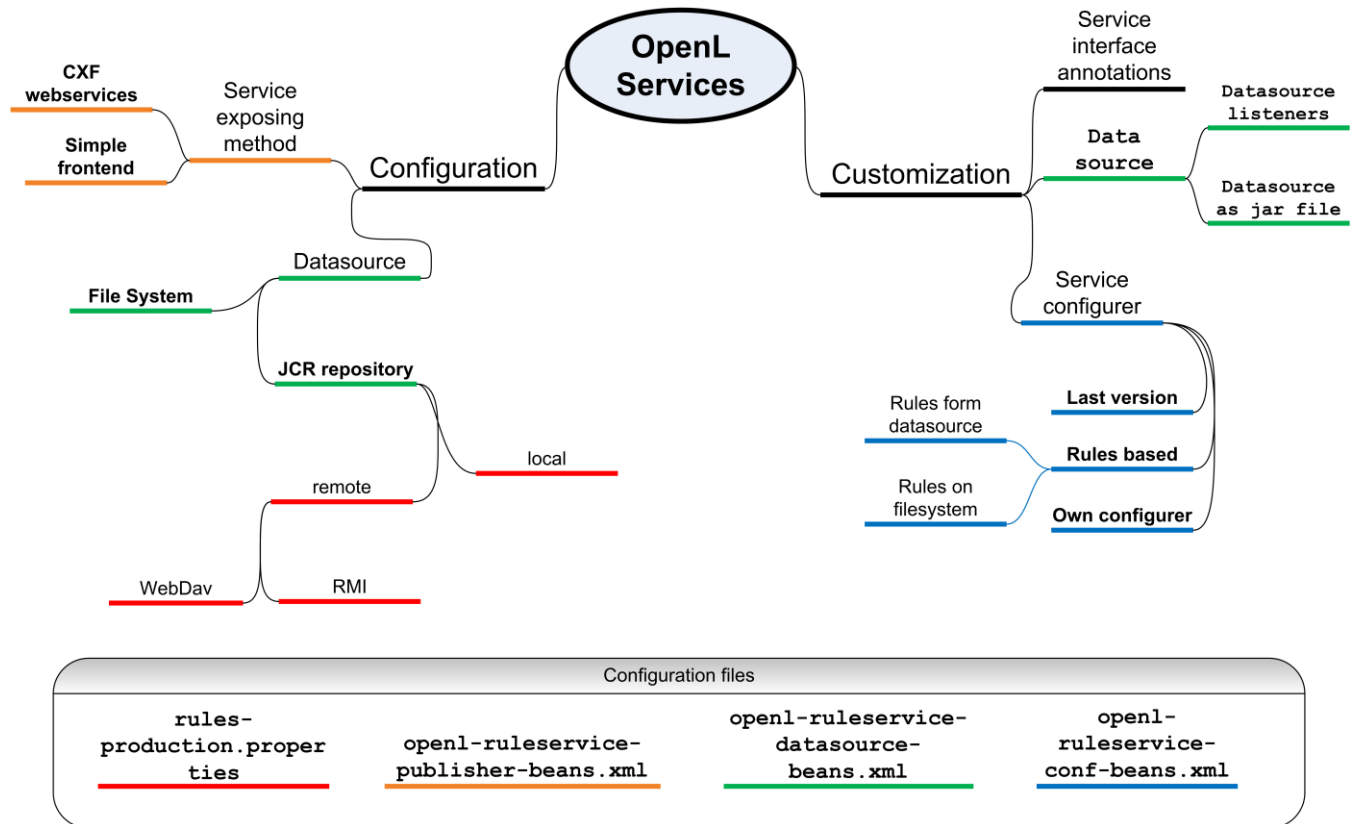 OpenL
Services
CXF
webservices
Simple
frontend
Service
exposing
method
Configuration
Datasource
File System
JCR repository
local
remote
WebDav
RMI
Customization
Service
interface
annotations
Data
source
Datasource
listeners
Datasource
as jar file
Service
configurer
Last version
Rules based
Own configurer
Rules form
datasource
Rules on
filesystem
Configuration files
rules-
production.proper
ties
openl-ruleservice-
publisher-beans.xml
openl-ruleservice-
datasource-
beans.xml
openl-
ruleservice-
conf-beans.xml